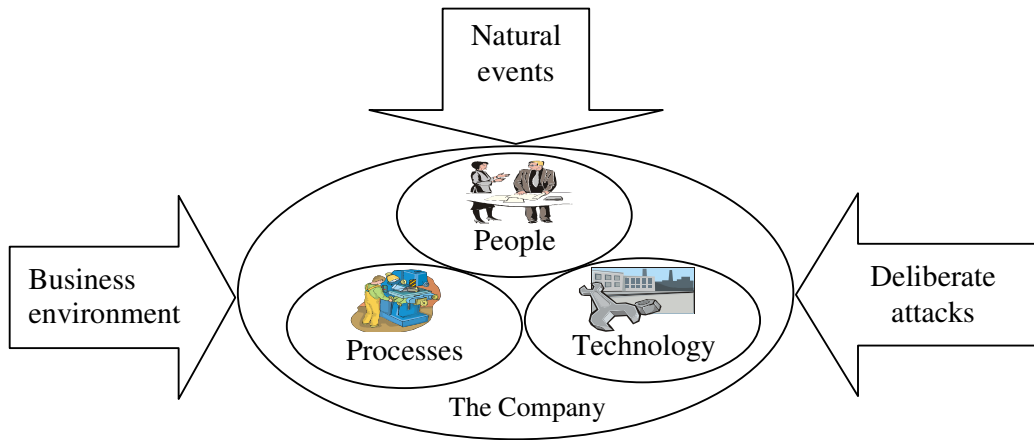 Natural
events
People
Business
environment
Deliberate
attacks
Processes
Technology
The Company